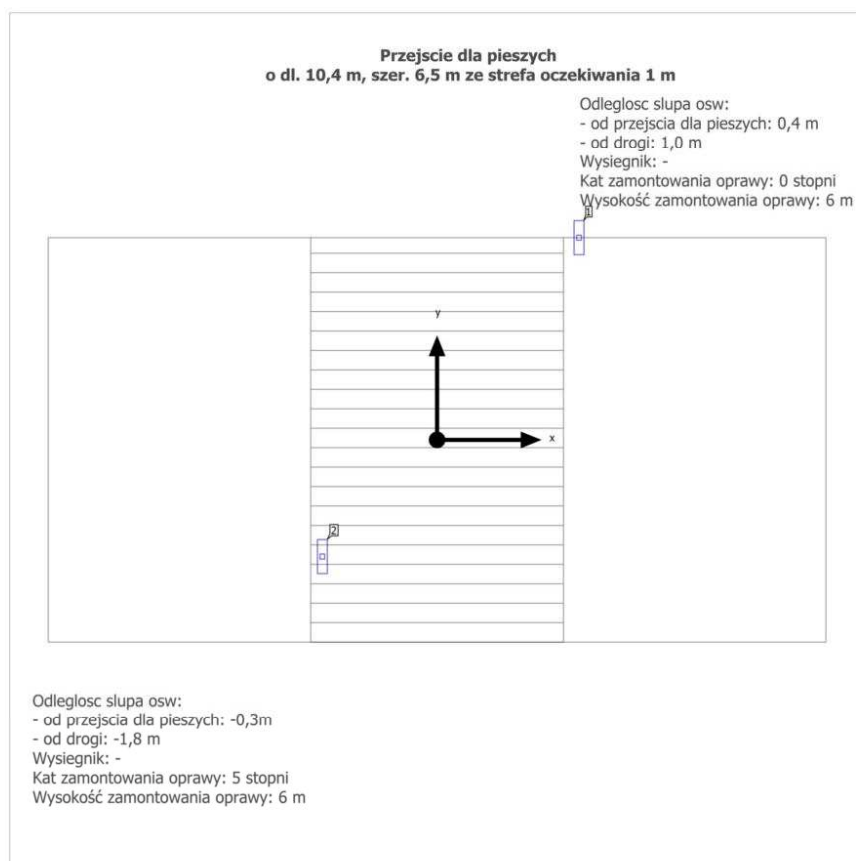 Przejscie dla pieszych
o dl. 10,4 m, szer. 6,5 m ze strefa oczekiwania 1 m
Odleglosc slupa osw:
- od przejscia dla pieszych: 0,4 m
- od drogi: 1,0 m
Wysiegnik: -
Kat zamontowania oprawy: 0 stopni
Wysokość zamontowania oprawy: 6 m
1
y
x
2
Odleglosc slupa osw:
- od przejscia dla pieszych: -0,3m
- od drogi: -1,8 m
Wysiegnik: -
Kat zamontowania oprawy: 5 stopni
Wysokość zamontowania oprawy: 6 m